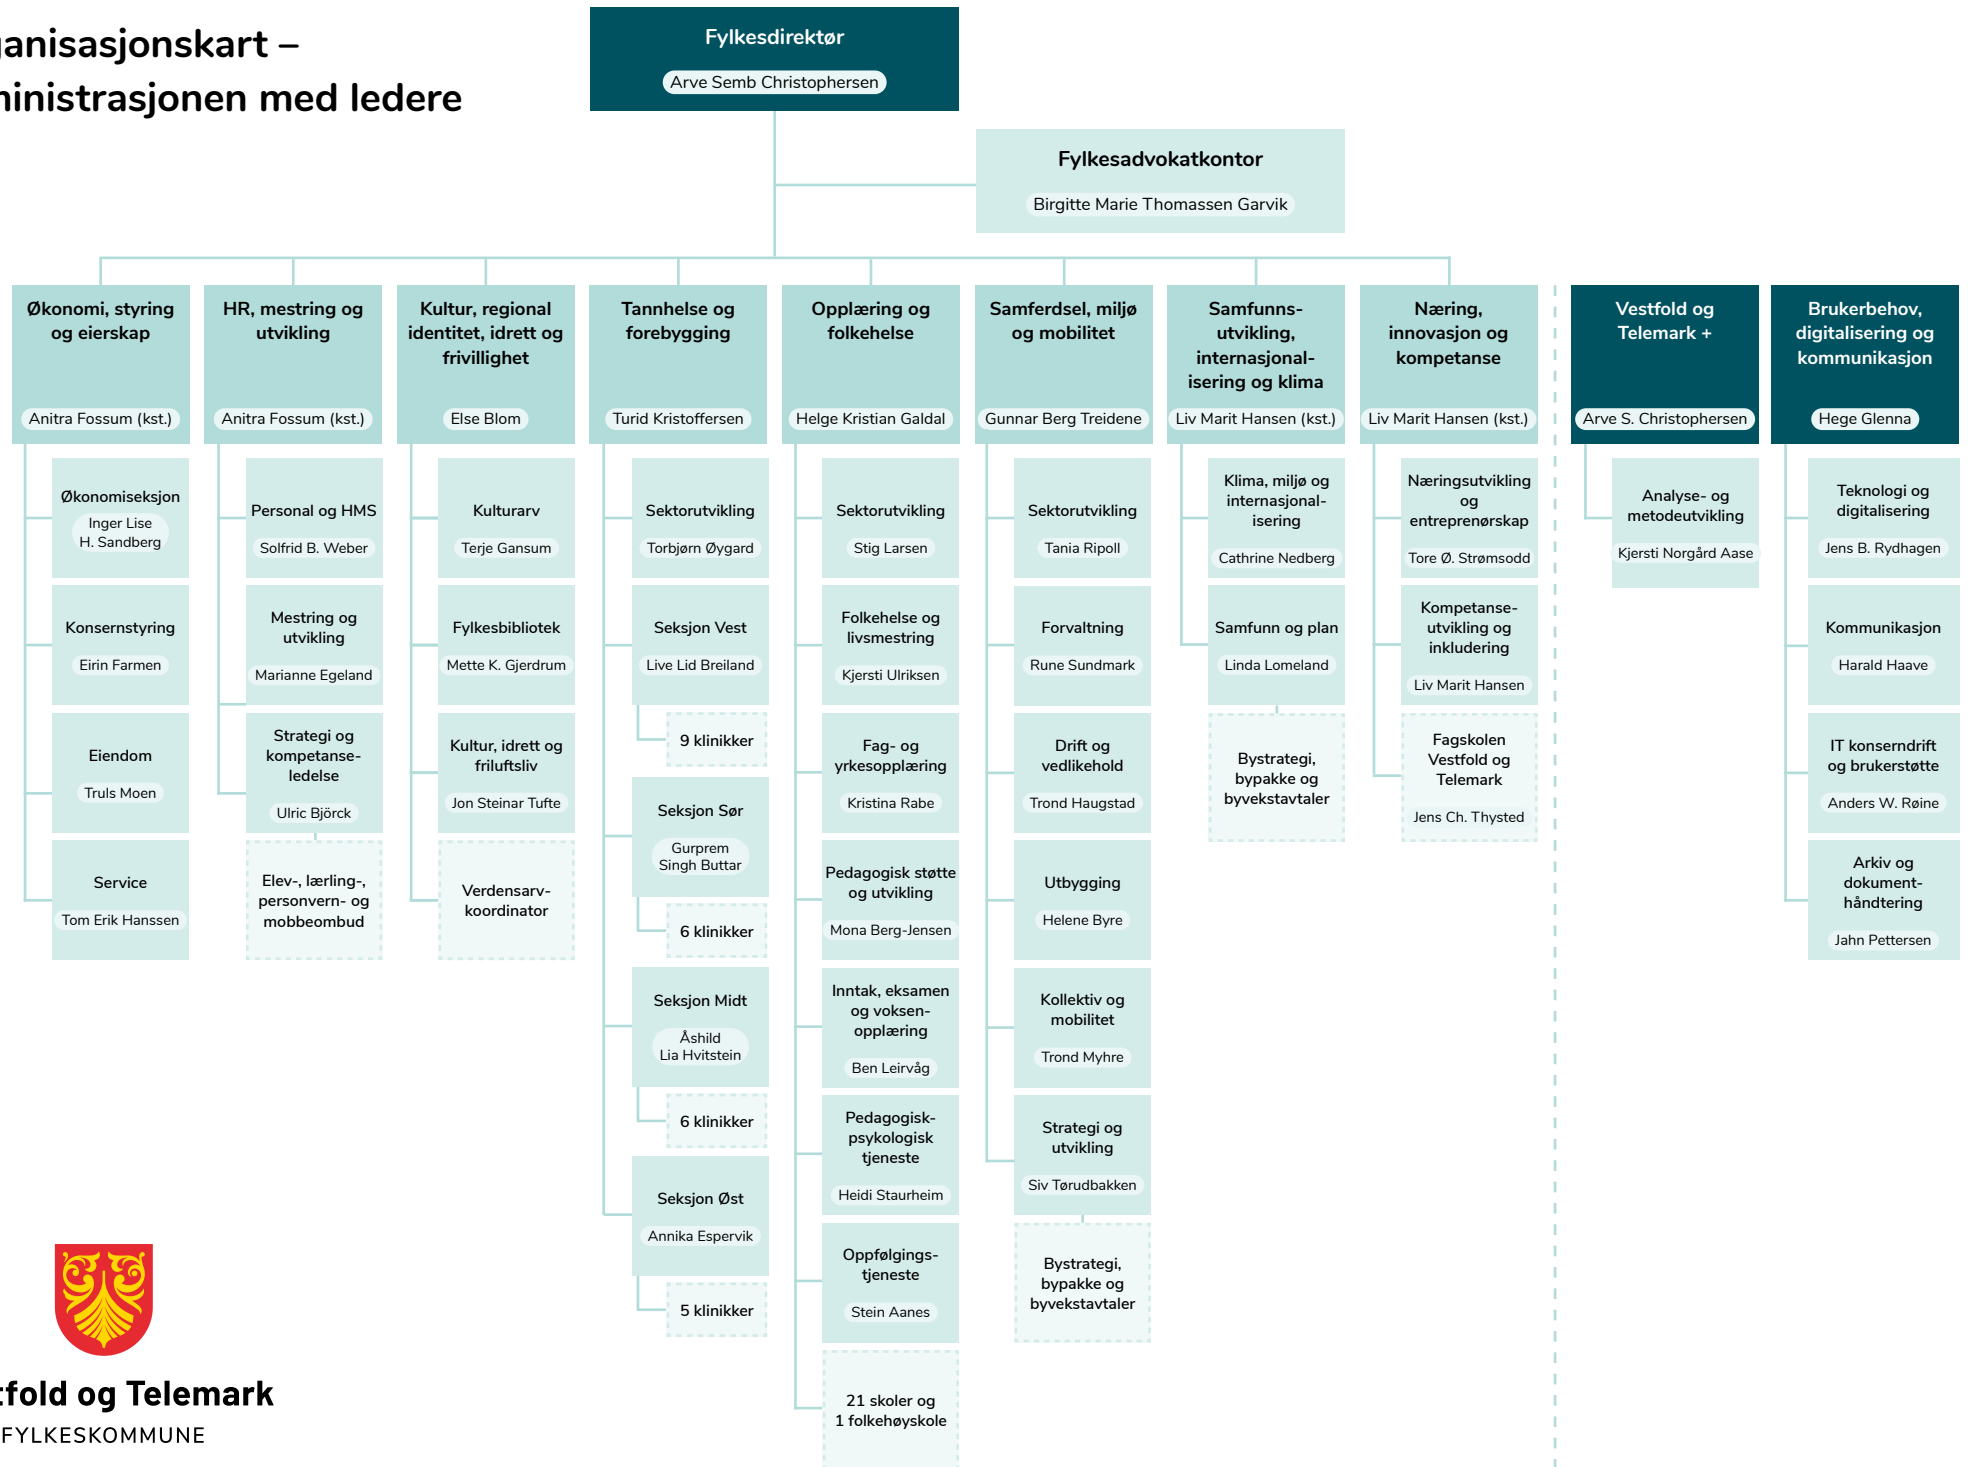 ganisasjonskart –
ministrasjonen med ledere
Fylkesdirektør
Arve Semb Christophersen
Fylkesadvokatkontor
Birgitte Marie Thomassen Garvik
Økonomi, styring
og eierskap
Anitra Fossum (kst.)
Økonomiseksjon
Inger Lise
H. Sandberg
Konsernstyring
Eirin Farmen
Eiendom
Truls Moen
Service
Tom Erik Hanssen
HR, mestring og
utvikling
Anitra Fossum (kst.)
Personal og HMS
Solfrid B. Weber
Mestring og
utvikling
Marianne Egeland
Strategi og
kompetanse-
ledelse
Ulric Björck
Elev-, lærling-,
personvern- og
mobbeombud
Kultur, regional
identitet, idrett og
frivillighet
Else Blom
Kulturarv
Terje Gansum
Fylkesbibliotek
Mette K. Gjerdrum
Kultur, idrett og
friluftsliv
Jon Steinar Tufte
Verdensarv-
koordinator
Tannhelse og
forebygging
Turid Kristoffersen
Sektorutvikling
Torbjørn Øygard
Seksjon Vest
Live Lid Breiland
9 klinikker
Seksjon Sør
Gurprem
Singh Buttar
6 klinikker
Seksjon Midt
Åshild
Lia Hvitstein
6 klinikker
Seksjon Øst
Annika Espervik
5 klinikker
Opplæring og
folkehelse
Helge Kristian Galdal
Sektorutvikling
Stig Larsen
Folkehelse og
livsmestring
Kjersti Ulriksen
Fag- og
yrkesopplæring
Kristina Rabe
Pedagogisk støtte
og utvikling
Mona Berg-Jensen
Inntak, eksamen
og voksen-
opplæring
Ben Leirvåg
Pedagogisk-
psykologisk
tjeneste
Heidi Staurheim
Oppfølgings-
tjeneste
Stein Aanes
21 skoler og
1 folkehøyskole
Samferdsel, miljø
og mobilitet
Gunnar Berg Treidene
Sektorutvikling
Tania Ripoll
Forvaltning
Rune Sundmark
Drift og
vedlikehold
Trond Haugstad
Utbygging
Helene Byre
Kollektiv og
mobilitet
Trond Myhre
Strategi og
utvikling
Siv Tørudbakken
Bystrategi,
bypakke og
byvekstavtaler
Samfunns-
utvikling,
internasjonal-
isering og klima
Liv Marit Hansen (kst.)
Klima, miljø og
internasjonal-
isering
Cathrine Nedberg
Samfunn og plan
Linda Lomeland
Bystrategi,
bypakke og
byvekstavtaler
Næring,
innovasjon og
kompetanse
Liv Marit Hansen (kst.)
Næringsutvikling
og
entreprenørskap
Tore Ø. Strømsodd
Kompetanse-
utvikling og
inkludering
Liv Marit Hansen
Fagskolen
Vestfold og
Telemark
Jens Ch. Thysted
Vestfold og
Telemark +
Arve S. Christophersen
Analyse- og
metodeutvikling
Kjersti Norgård Aase
Brukerbehov,
digitalisering og
kommunikasjon
Hege Glenna
Teknologi og
digitalisering
Jens B. Rydhagen
Kommunikasjon
Harald Haave
IT konserndrift
og brukerstøtte
Anders W. Røine
Arkiv og
dokument-
håndtering
Jahn Pettersen
tfold og Telemark
FYLKESKOMMUNE